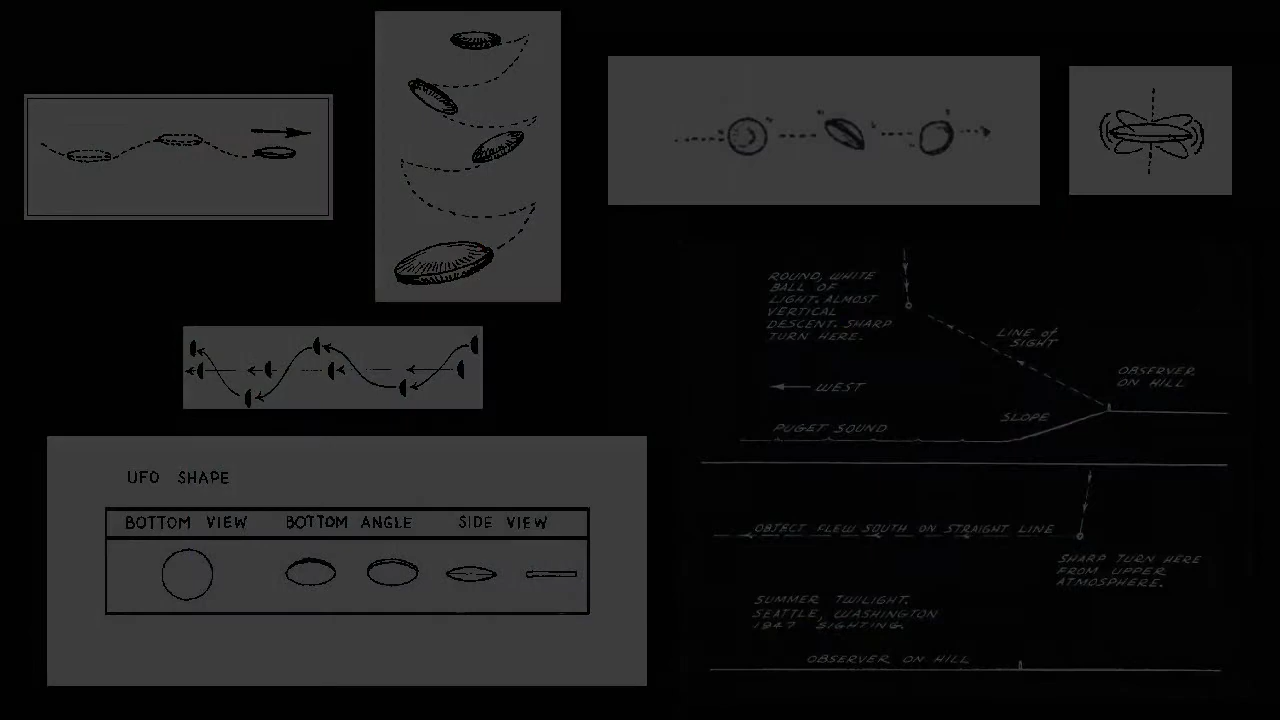 ROUND, WHITE
BALL OF
LIGHT. ALMOST
VERTICAL
DESCENT. SHARP
TURN HERE.
LINE of
SIGHT
OBSERVER
ON HILL
WEST
SLOPE
PUGET SOUND
UFO SHAPE
BOTTOM VIEW BOTTOM ANGLE SIDE VIEW
OBJECT FLEW SOUTH ON STRAIGHT LINE
SHARP TURN HERE
FROM UPPER
ATMOSPHERE.
SUMMER TWILIGHT.
SEATTLE, WASHINGTON
1947 SIGHTING.
OBSERVER ON HILL